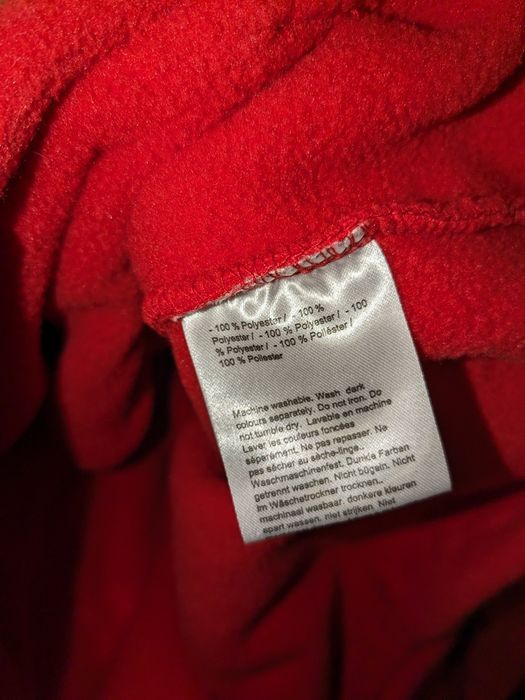 - 100 % Polyester / - 100 %
Polyester / - 100 % Polyester / - 100
% Polyester / - 100 % Poliéster /
100 % Poliester
Machine washable. Wash dark
colours separately. Do not iron. Do
not tumble dry. Lavable en machine
Laver les couleurs foncées
séperément. Ne pas repasser. Ne
pas sécher au sèche-linge..
Waschmaschinenfest. Dunkle Farben
getrennt waschen. Nicht bügeln. Nicht
im Wäschetrockner trocknen..
machinaal wasbaar. donkere kleuren
apart wassen. niet strijken. Niet